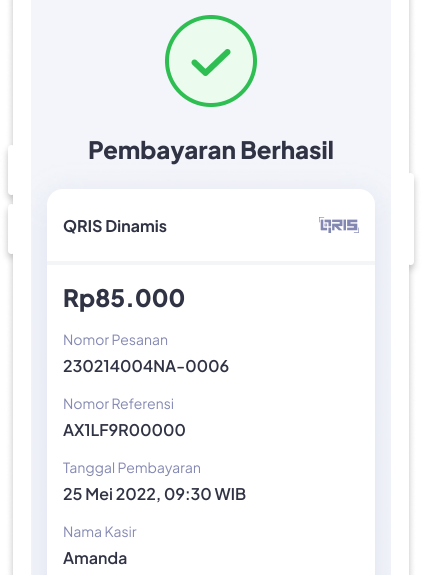 Pembayaran Berhasil
QRIS Dinamis
QRIS
Rp85.000
Nomor Pesanan
230214004NA-0006
Nomor Referensi
AX1LF9R00000
Tanggal Pembayaran
25 Mei 2022, 09:30 WIB
Nama Kasir
Amanda